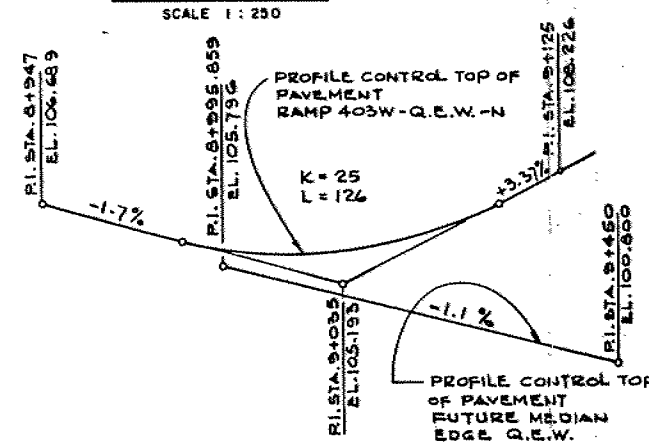 SCALE 1 : 250
P.I. STA. 8+947
EL. 106.689
P.I. STA. 8+995.859
EL. 105.796
PROFILE CONTROL TOP OF
PAVEMENT
RAMP 403W-Q.E.W.-N
K = 25
L = 126
P.I. STA. 9+125
EL. 108.226
-1.7%
+3.37%
P.I. STA. 9+035
EL. 105.193
-1.1 %
P.I. STA. 9+450
EL. 100.800
PROFILE CONTROL TOP
OF PAVEMENT
FUTURE MEDIAN
EDGE Q.E.W.